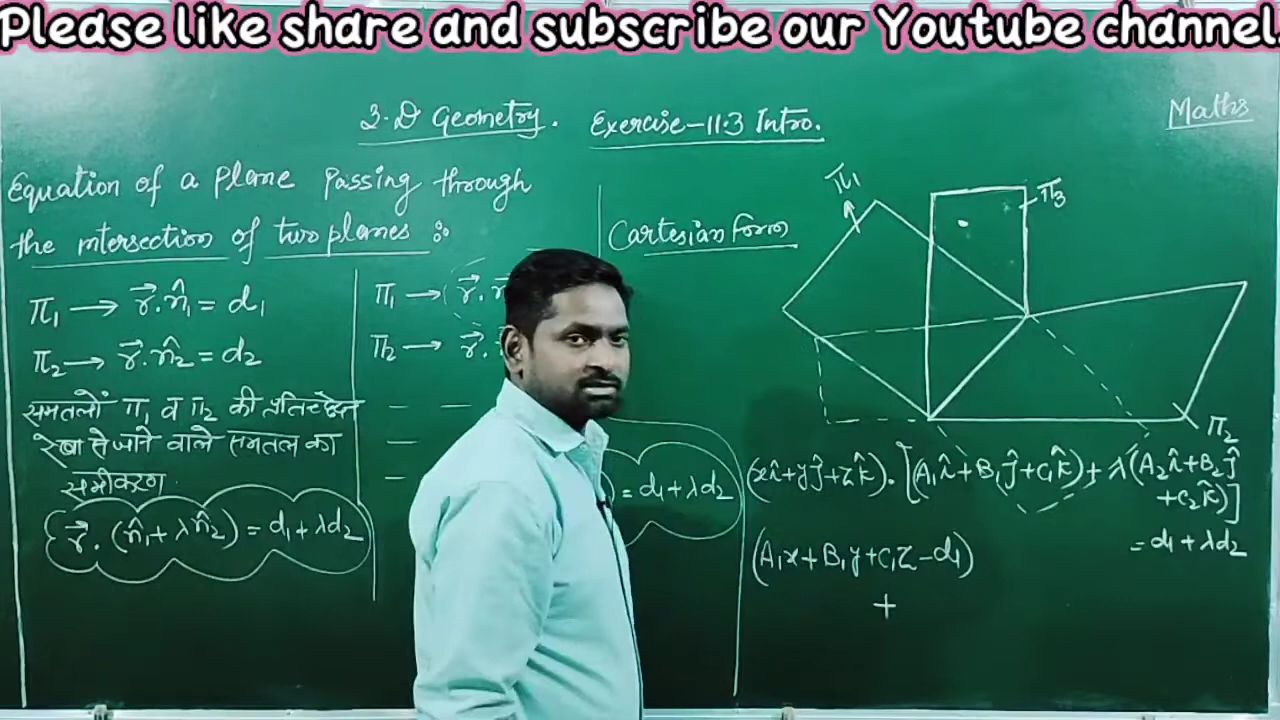 Please like share and subscribe our Youtube channel.
3-D Geometry. Exercise-11.3 Intro.
Maths
Equation of a plane Passing through
the intersection of two planes :
π₁ → r⃗.n̂₁ = d₁
π₂ → r⃗.n̂₂ = d₂
समतलों π₁ व π₂ की प्रतिच्छेदन
रेखा से जाने वाले समतल का
समीकरण
r⃗.(n̂₁ + λn̂₂) = d₁ + λd₂
π₁ → r⃗.
π₂ → r⃗.
= d₁ + λd₂
Cartesian Form
π₁
π₃
π₂
(xî+yĵ+zk̂).[(A₁î+B₁ĵ+C₁k̂)+λ(A₂î+B₂ĵ
+C₂k̂)]
= d₁ + λd₂
(A₁x+B₁y+C₁z-d₁)
+